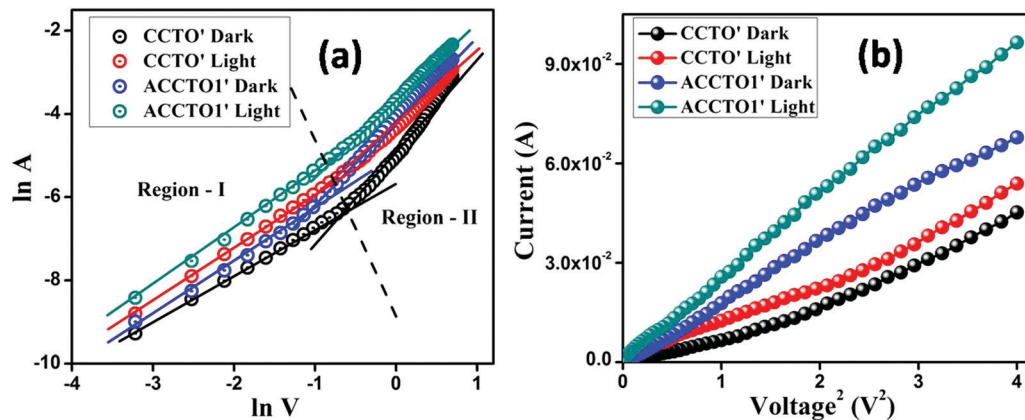 (a)
CCTO' Dark
CCTO' Light
ACCTO1' Dark
ACCTO1' Light
Region - I
Region - II
ln A
-2
-4
-6
-8
-10
-4 -3 -2 -1 0 1
ln V
(b)
CCTO' Dark
CCTO' Light
ACCTO1' Dark
ACCTO1' Light
Current (A)
9.0x10⁻²
6.0x10⁻²
3.0x10⁻²
0.0
0 1 2 3 4
Voltage² (V²)